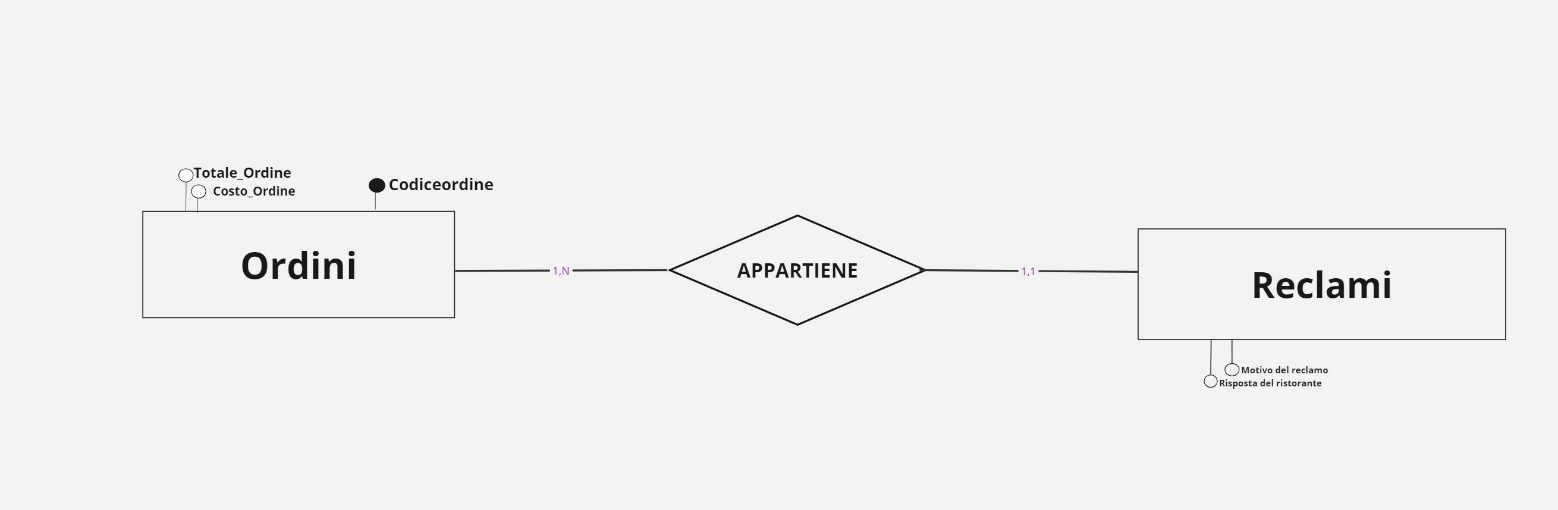 Totale_Ordine
Costo_Ordine
Codiceordine
Ordini
1,N
APPARTIENE
1,1
Reclami
Motivo del reclamo
Risposta del ristorante